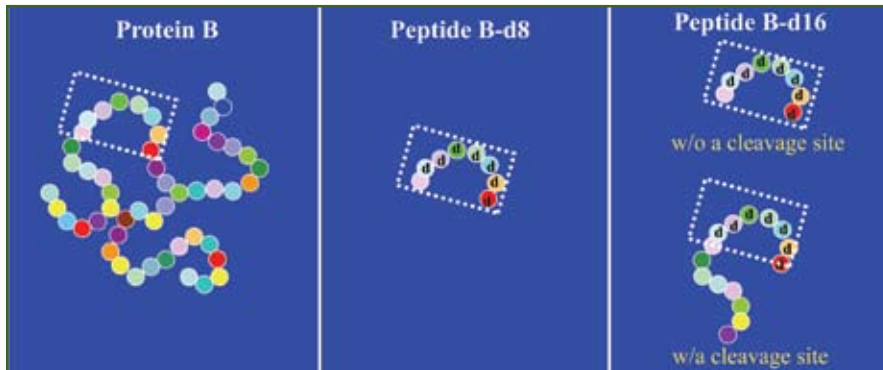 Protein B
Peptide B-d8
Peptide B-d16
d d d d d d d d
d d d d d d d d
w/o a cleavage site
d d d d d d d d
w/a cleavage site